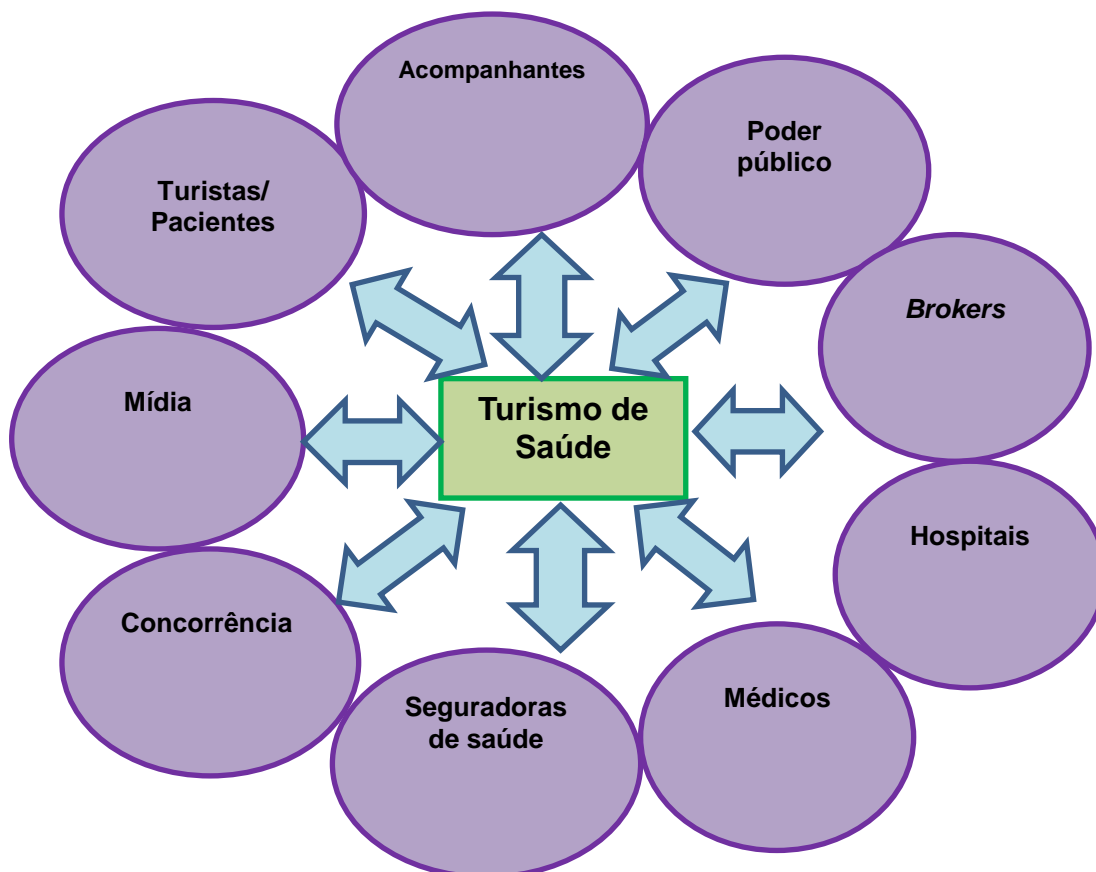 Acompanhantes
Poder
público
Turistas/
Pacientes
Brokers
Mídia
Turismo de
Saúde
Hospitais
Concorrência
Médicos
Seguradoras
de saúde